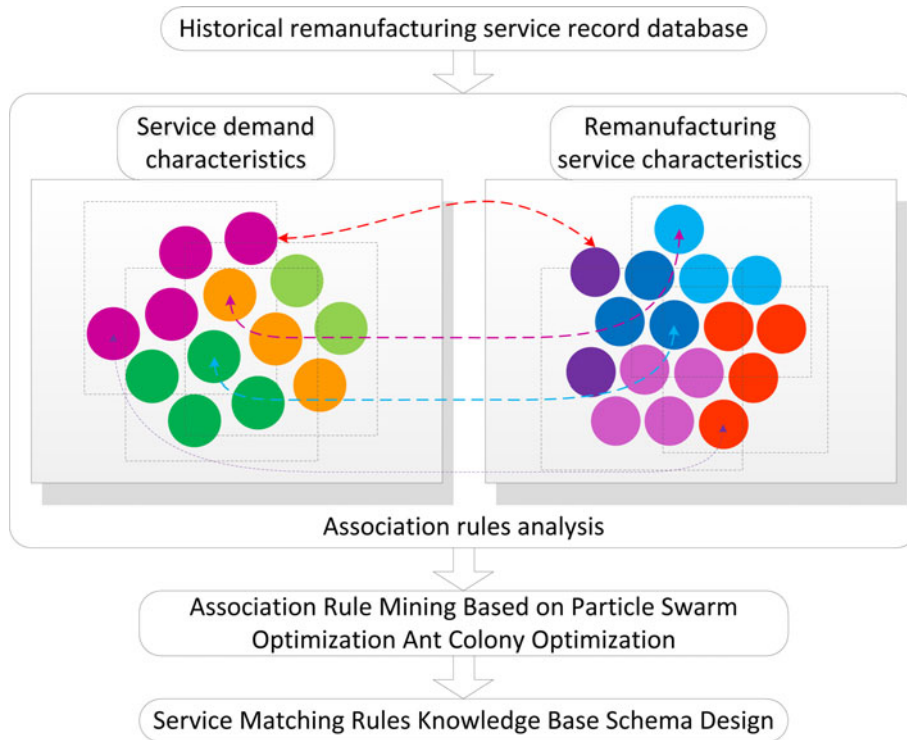 Historical remanufacturing service record database
Service demand
characteristics
Remanufacturing
service characteristics
Association rules analysis
Association Rule Mining Based on Particle Swarm
Optimization Ant Colony Optimization
Service Matching Rules Knowledge Base Schema Design